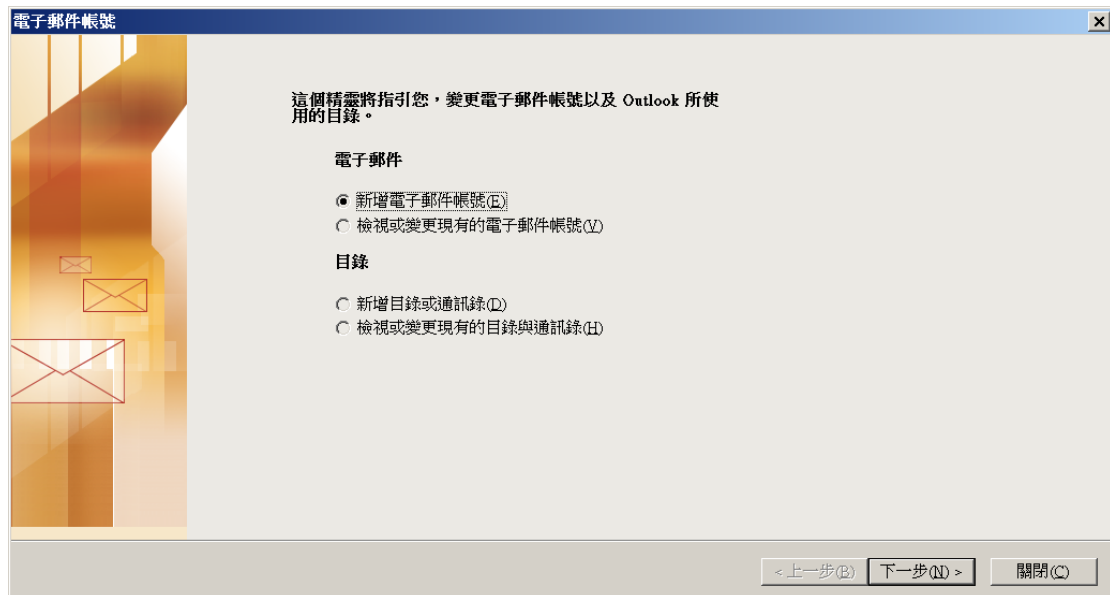 電子郵件帳號
這個精靈將指引您，變更電子郵件帳號以及 Outlook 所使
用的目錄。
電子郵件
新增電子郵件帳號(E)
檢視或變更現有的電子郵件帳號(V)
目錄
新增目錄或通訊錄(D)
檢視或變更現有的目錄與通訊錄(H)
<上一步(B) 下一步(N) > 關閉(C)